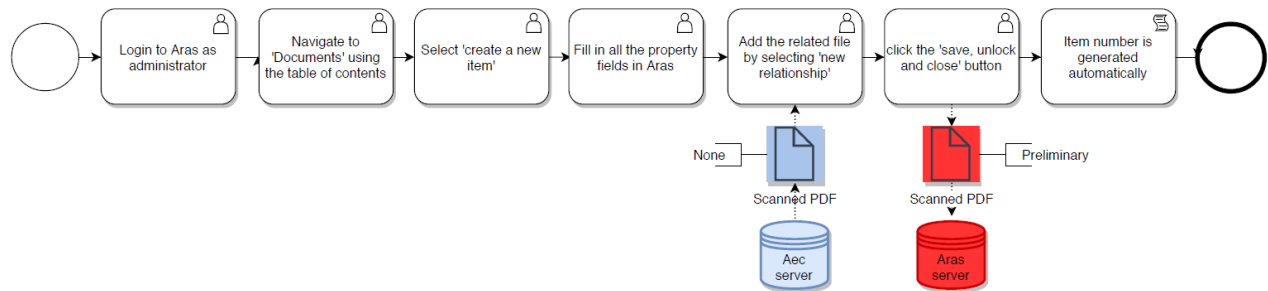 Login to Aras as
administrator
Navigate to
'Documents' using
the table of contents
Select 'create a new
item'
Fill in all the property
fields in Aras
Add the related file
by selecting 'new
relationship'
click the 'save, unlock
and close' button
Item number is
generated
automatically
None
Preliminary
Scanned PDF
Scanned PDF
Aec
server
Aras
server